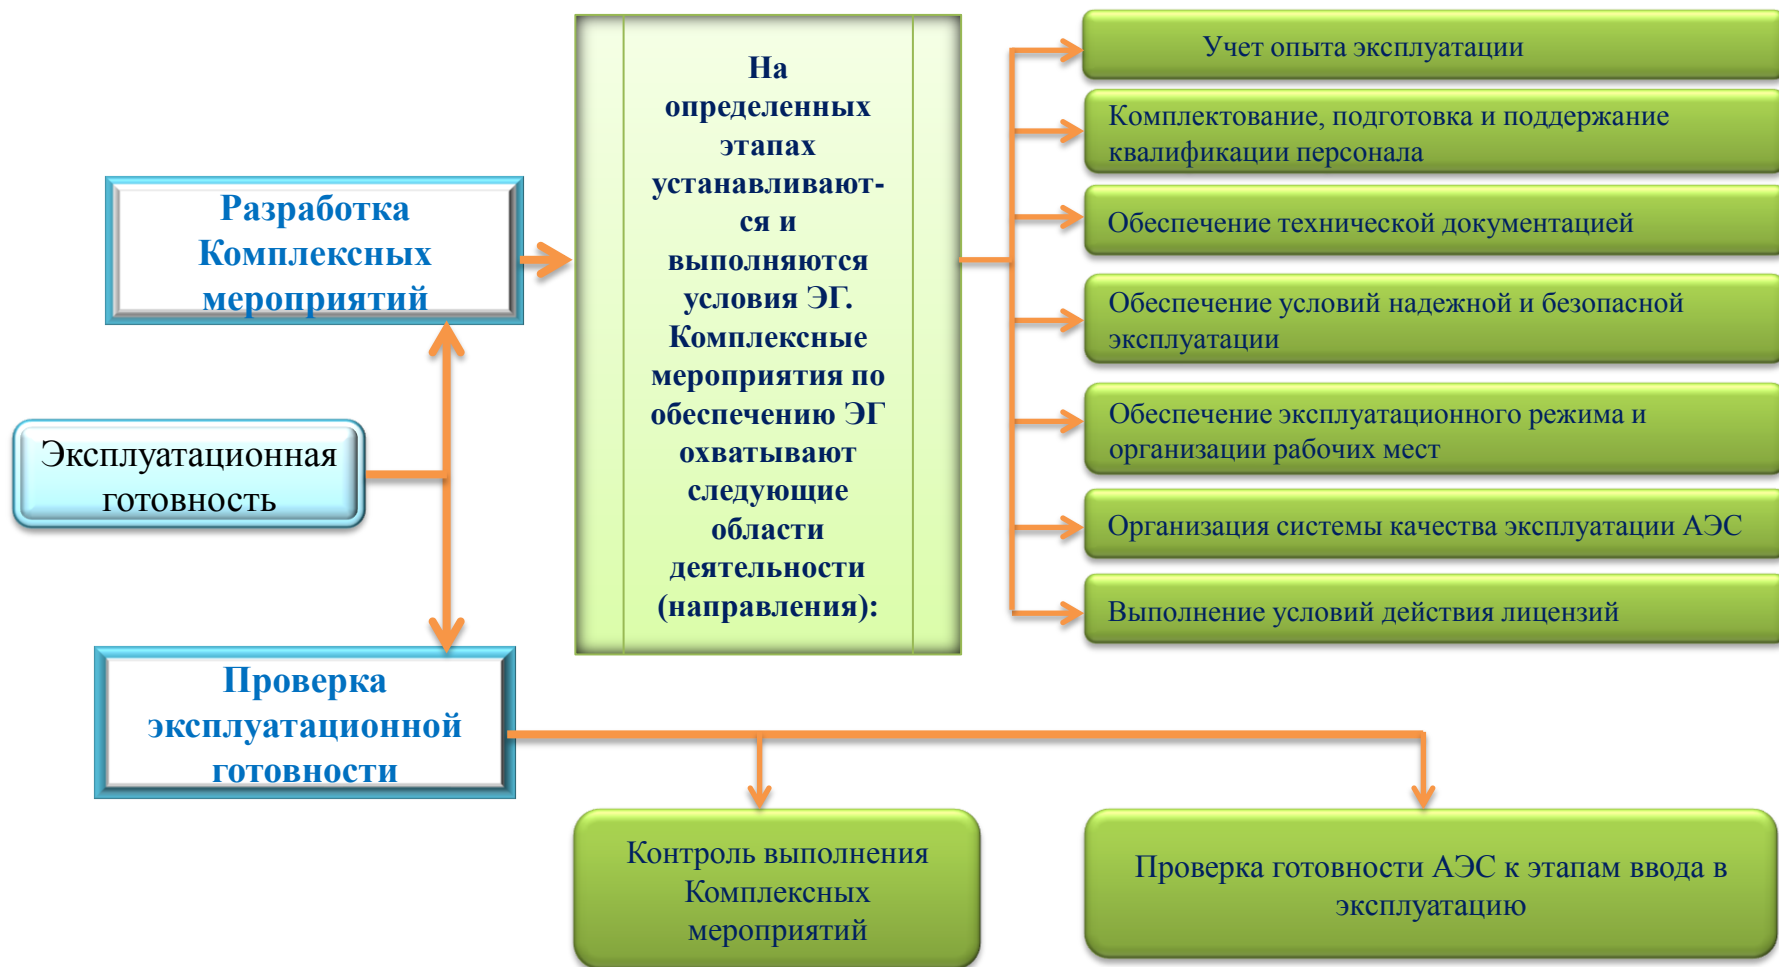 Эксплуатационная
готовность
Разработка
Комплексных
мероприятий
На
определенных
этапах
устанавливают-
ся и
выполняются
условия ЭГ.
Комплексные
мероприятия по
обеспечению ЭГ
охватывают
следующие
области
деятельности
(направления):
Учет опыта эксплуатации
Комплектование, подготовка и поддержание
квалификации персонала
Обеспечение технической документацией
Обеспечение условий надежной и безопасной
эксплуатации
Обеспечение эксплуатационного режима и
организации рабочих мест
Организация системы качества эксплуатации АЭС
Выполнение условий действия лицензий
Проверка
эксплуатационной
готовности
Контроль выполнения
Комплексных
мероприятий
Проверка готовности АЭС к этапам ввода в
эксплуатацию